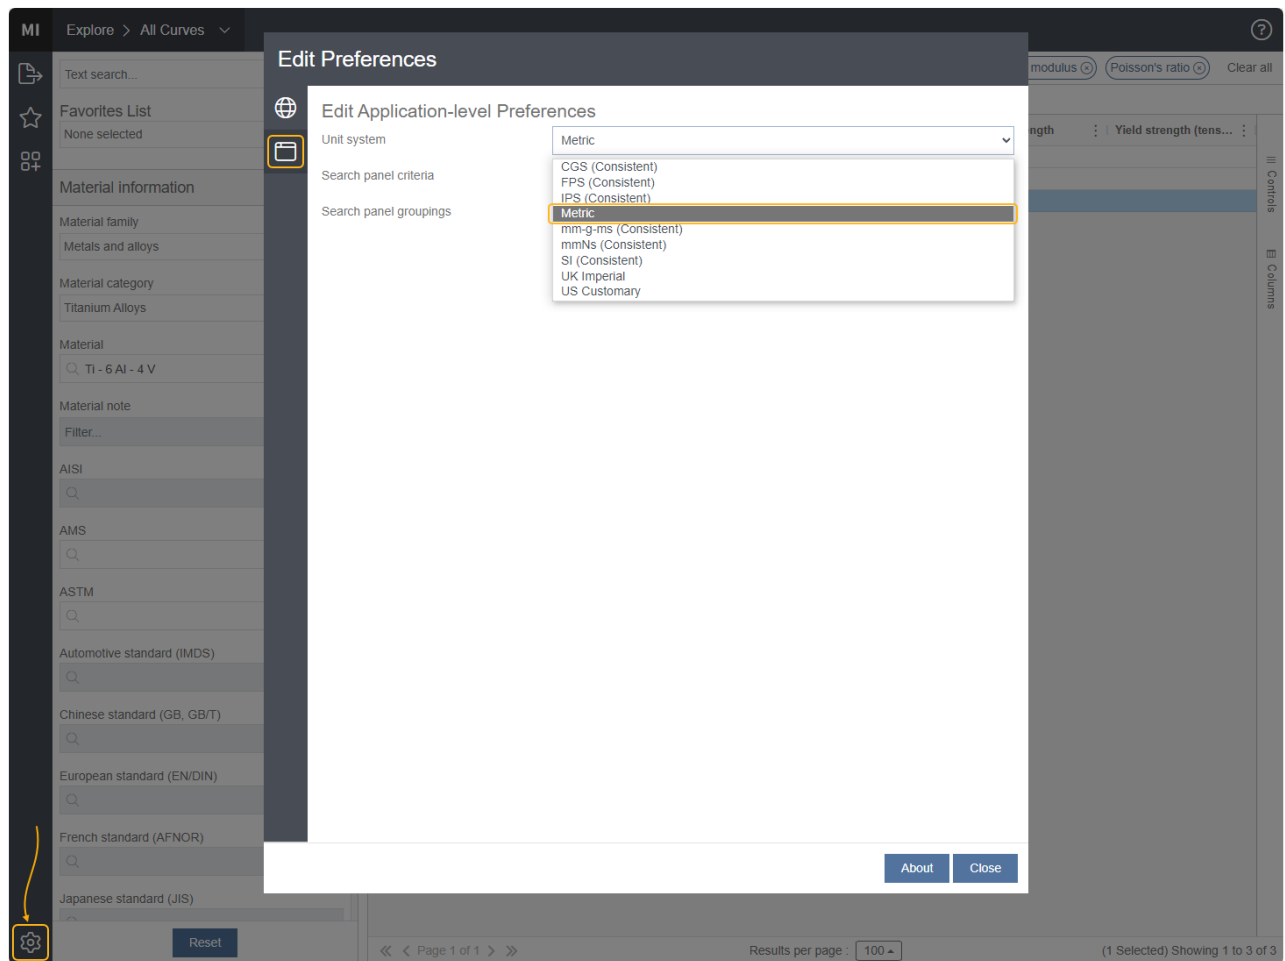 MI
Explore > All Curves
Text search...
Favorites List
None selected
Material information
Material family
Metals and alloys
Material category
Titanium Alloys
Material
Ti - 6 Al - 4 V
Material note
Filter...
AISI
AMS
ASTM
Automotive standard (IMDS)
Chinese standard (GB, GB/T)
European standard (EN/DIN)
French standard (AFNOR)
Japanese standard (JIS)
Reset
Edit Preferences
Edit Application-level Preferences
Unit system
Metric
Search panel criteria
Search panel groupings
CGS (Consistent)
FPS (Consistent)
IPS (Consistent)
Metric
mm-g-ms (Consistent)
mmNs (Consistent)
SI (Consistent)
UK Imperial
US Customary
About
Close
modulus
Poisson's ratio
Clear all
ngth
Yield strength (tens...
Controls
Columns
Page 1 of 1
Results per page : 100
(1 Selected) Showing 1 to 3 of 3